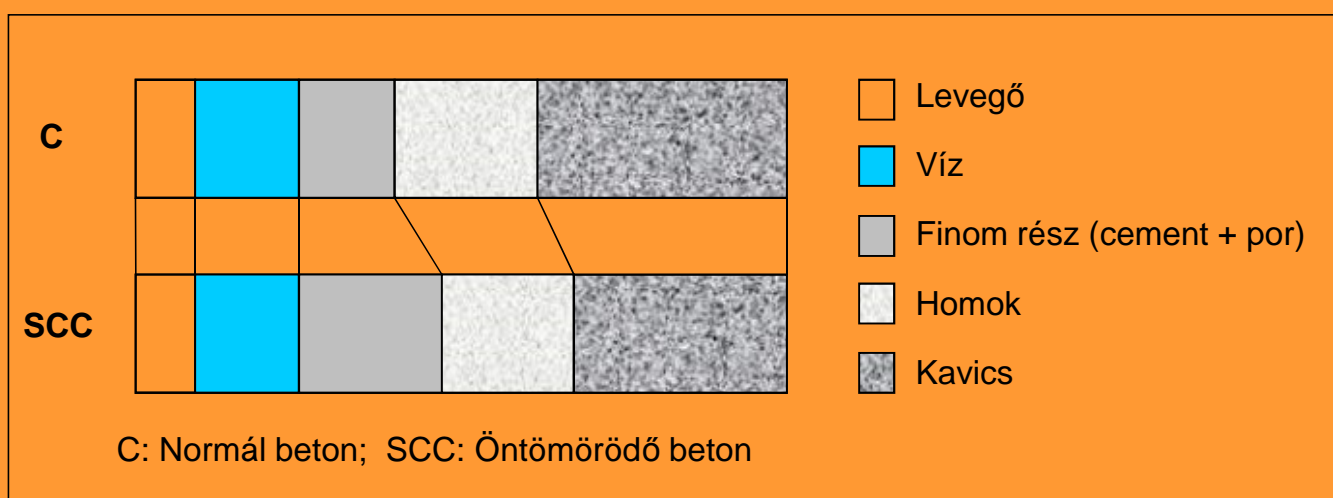 C
SCC
Levegő
Víz
Finom rész (cement + por)
Homok
Kavics
C: Normál beton; SCC: Öntömörödő beton